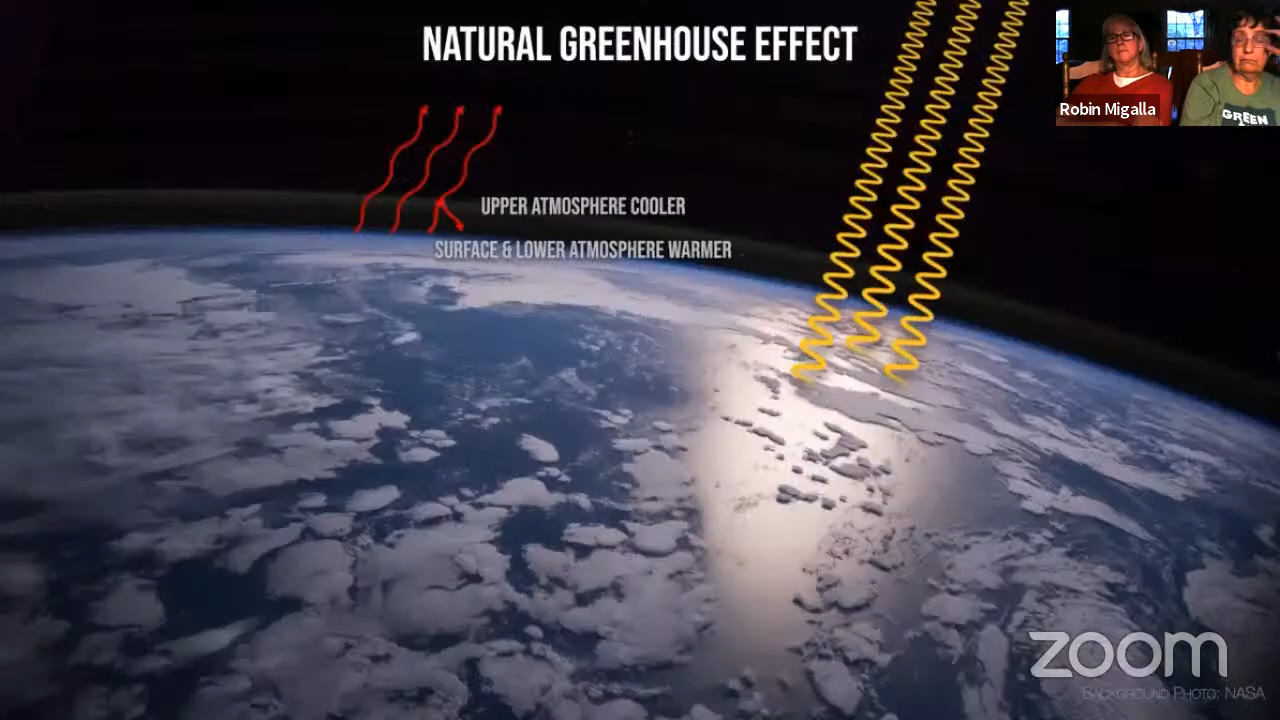 NATURAL GREENHOUSE EFFECT
Robin Migalla
GREEN
UPPER ATMOSPHERE COOLER
SURFACE & LOWER ATMOSPHERE WARMER
zoom
BACKGROUND PHOTO: NASA